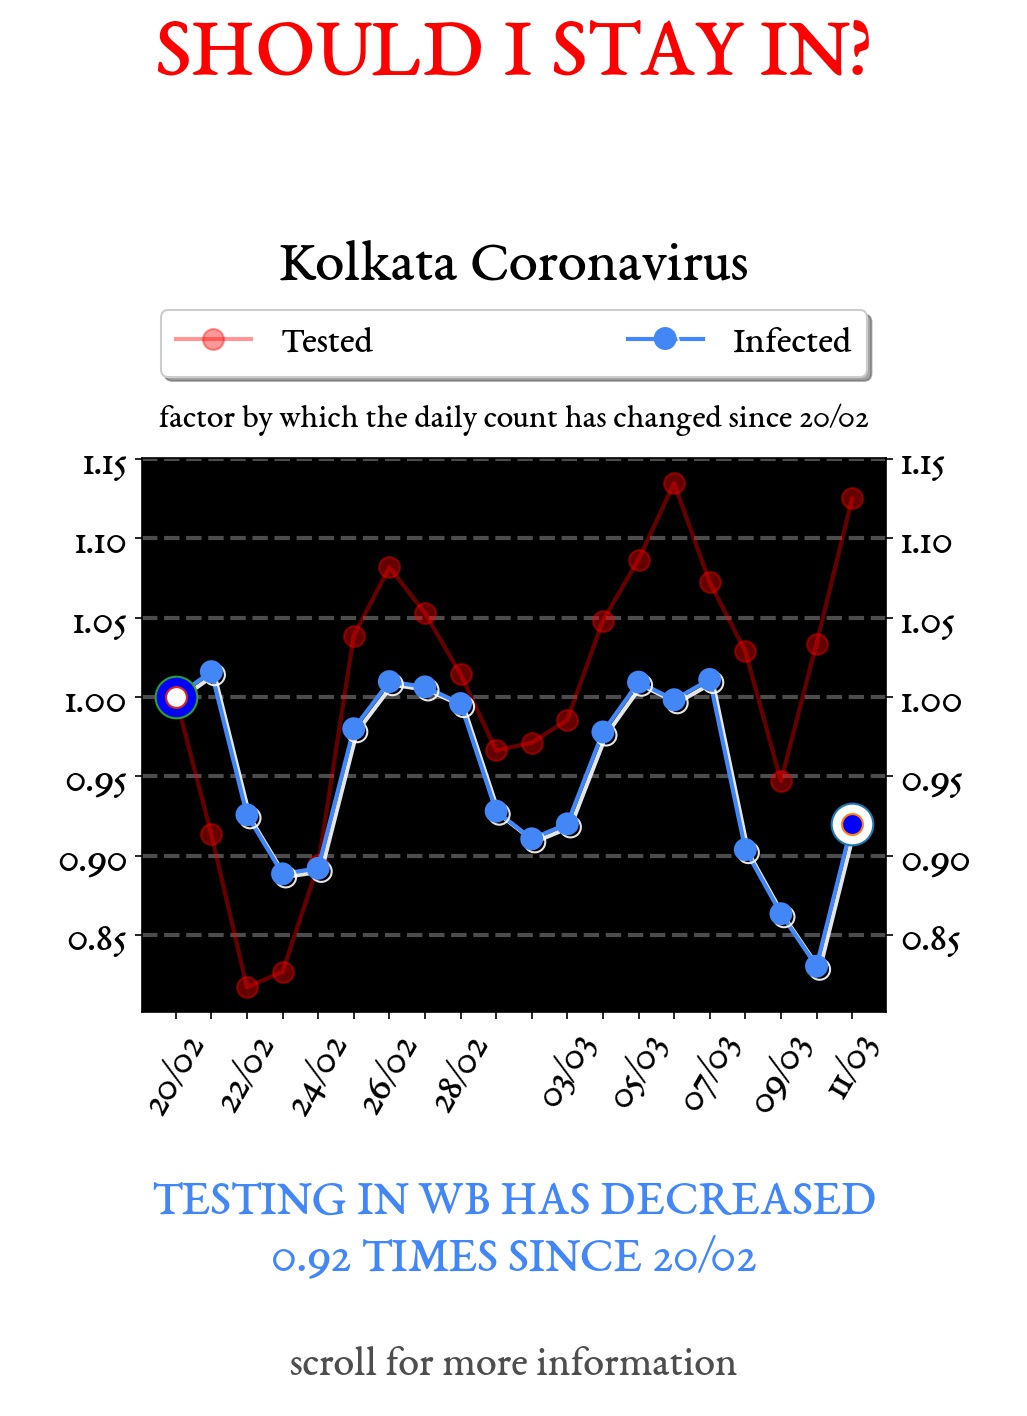 SHOULD I STAY IN?
Kolkata Coronavirus
Tested Infected
factor by which the daily count has changed since 20/02
1.15 1.15
1.10 1.10
1.05 1.05
1.00 1.00
0.95 0.95
0.90 0.90
0.85 0.85
20/02 22/02 24/02 26/02 28/02 03/03 05/03 07/03 09/03 11/03
TESTING IN WB HAS DECREASED
0.92 TIMES SINCE 20/02
scroll for more information